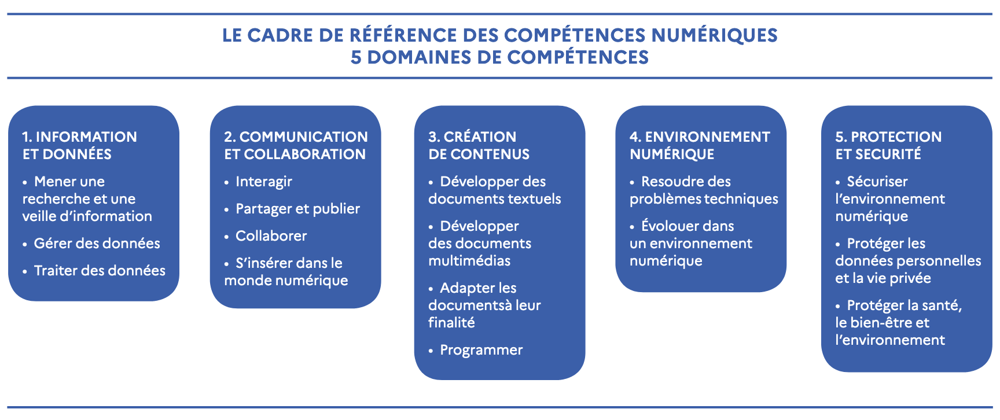 LE CADRE DE RÉFÉRENCE DES COMPÉTENCES NUMÉRIQUES
5 DOMAINES DE COMPÉTENCES
1. INFORMATION
ET DONNÉES
• Mener une
recherche et une
veille d’information
• Gérer des données
• Traiter des données
2. COMMUNICATION
ET COLLABORATION
• Interagir
• Partager et publier
• Collaborer
• S’insérer dans le
monde numérique
3. CRÉATION
DE CONTENUS
• Développer des
documents textuels
• Développer
des documents
multimédias
• Adapter les
documentsà leur
finalité
• Programmer
4. ENVIRONNEMENT
NUMÉRIQUE
• Resoudre des
problèmes techniques
• Évolouer dans
un environnement
numérique
5. PROTECTION
ET SECURITÉ
• Sécuriser
l’environnement
numérique
• Protéger les
données personnelles
et la vie privée
• Protéger la santé,
le bien-être et
l’environnement